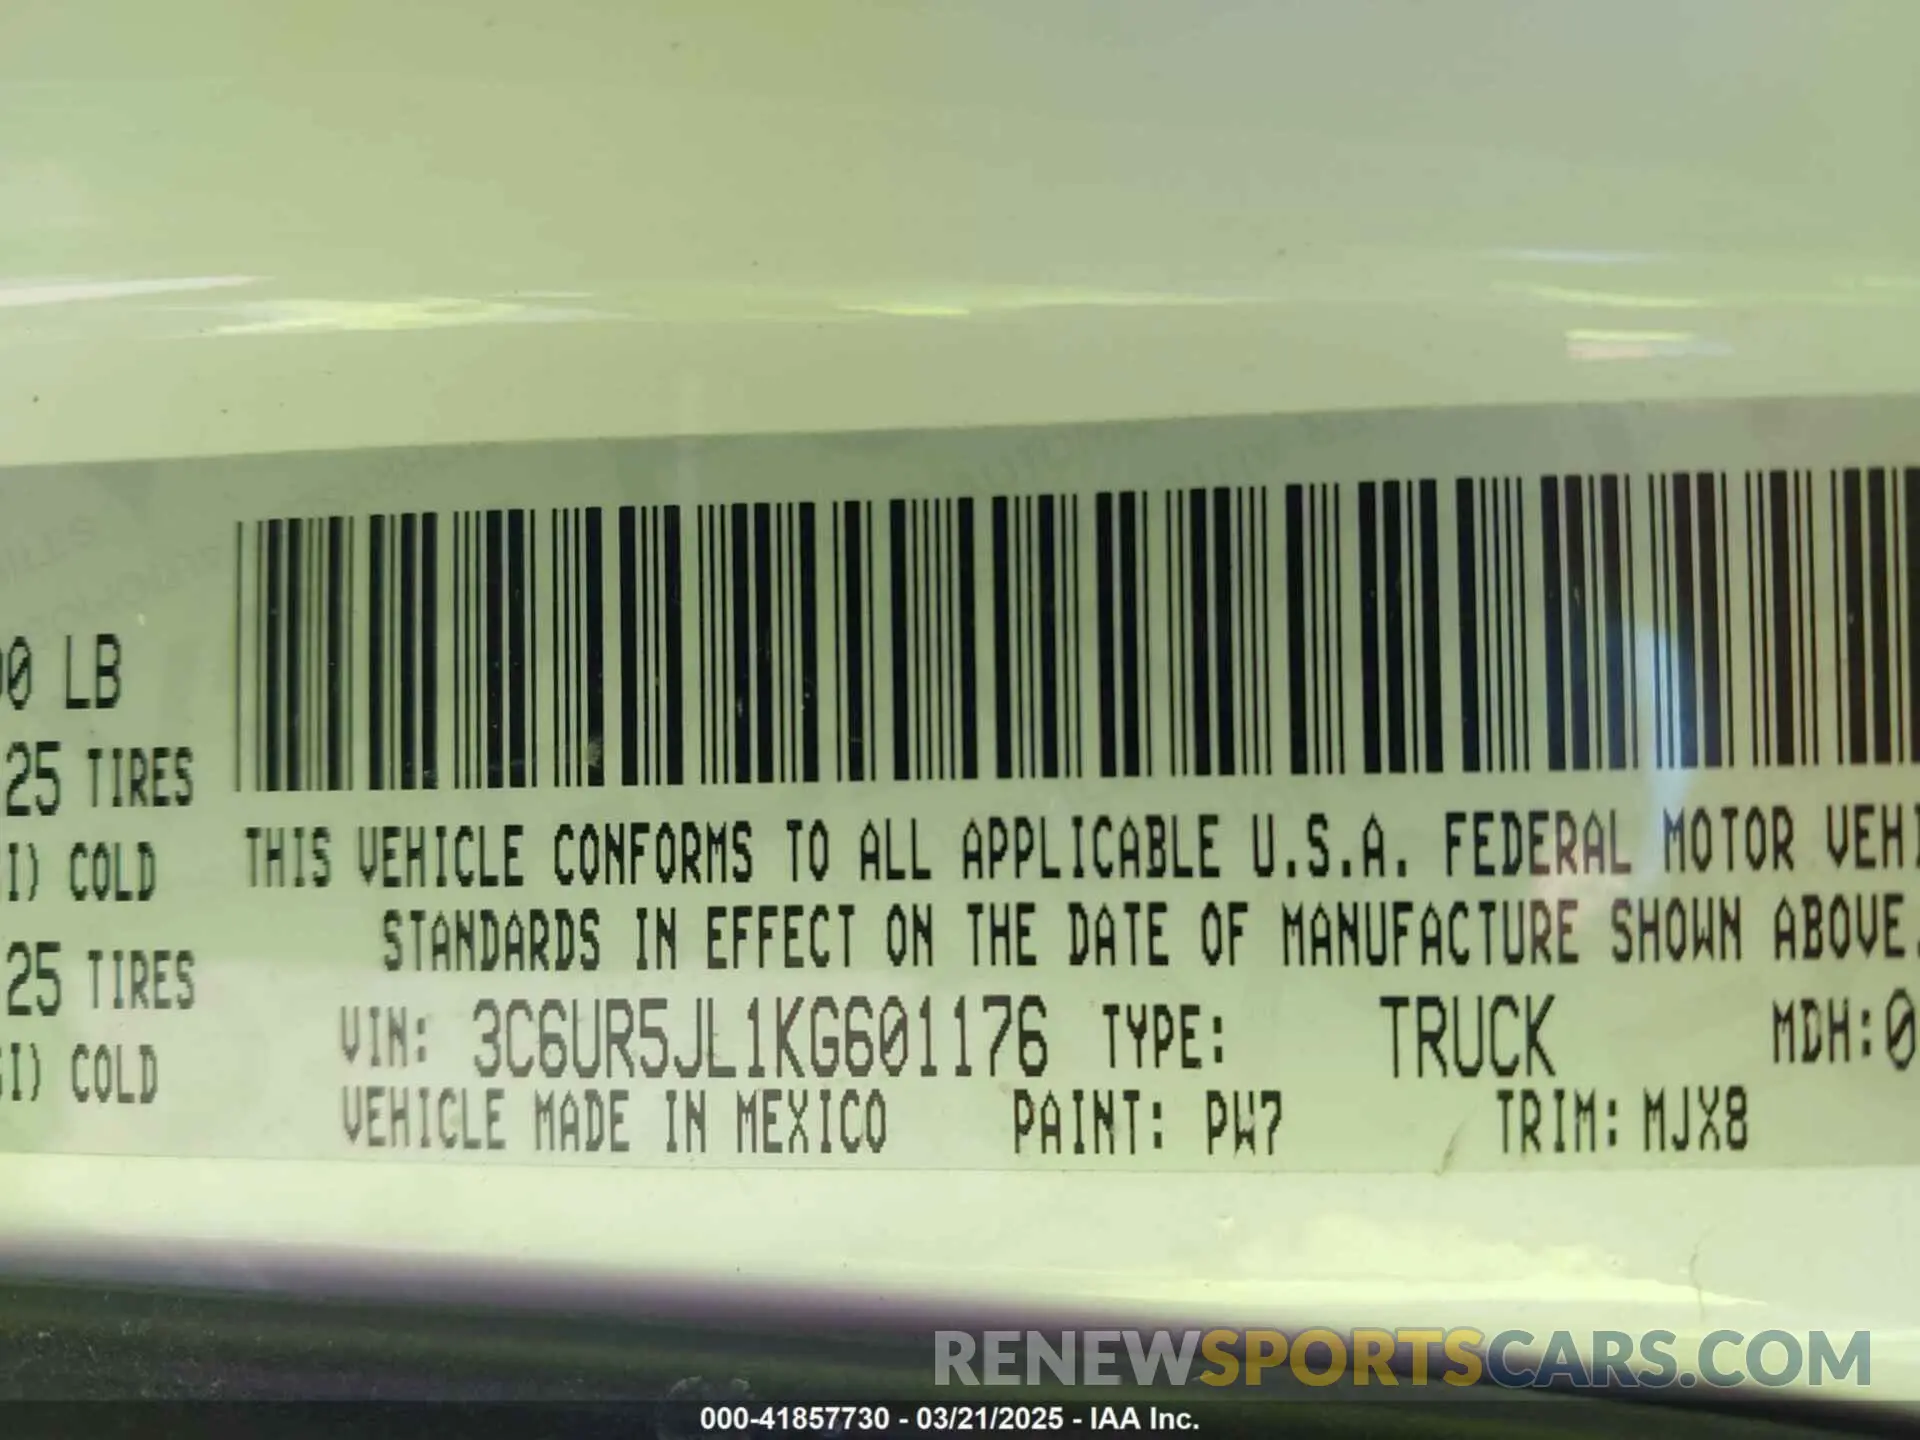 00 LB
25 TIRES
I) COLD
25 TIRES
I) COLD
THIS VEHICLE CONFORMS TO ALL APPLICABLE U.S.A. FEDERAL MOTOR VEHI
STANDARDS IN EFFECT ON THE DATE OF MANUFACTURE SHOWN ABOVE.
VIN: 3C6UR5JL1KG601176 TYPE: TRUCK MDH:0
VEHICLE MADE IN MEXICO PAINT: PW7 TRIM: MJX8
RENEWSPORTSCARS.COM
000-41857730 - 03/21/2025 - IAA Inc.